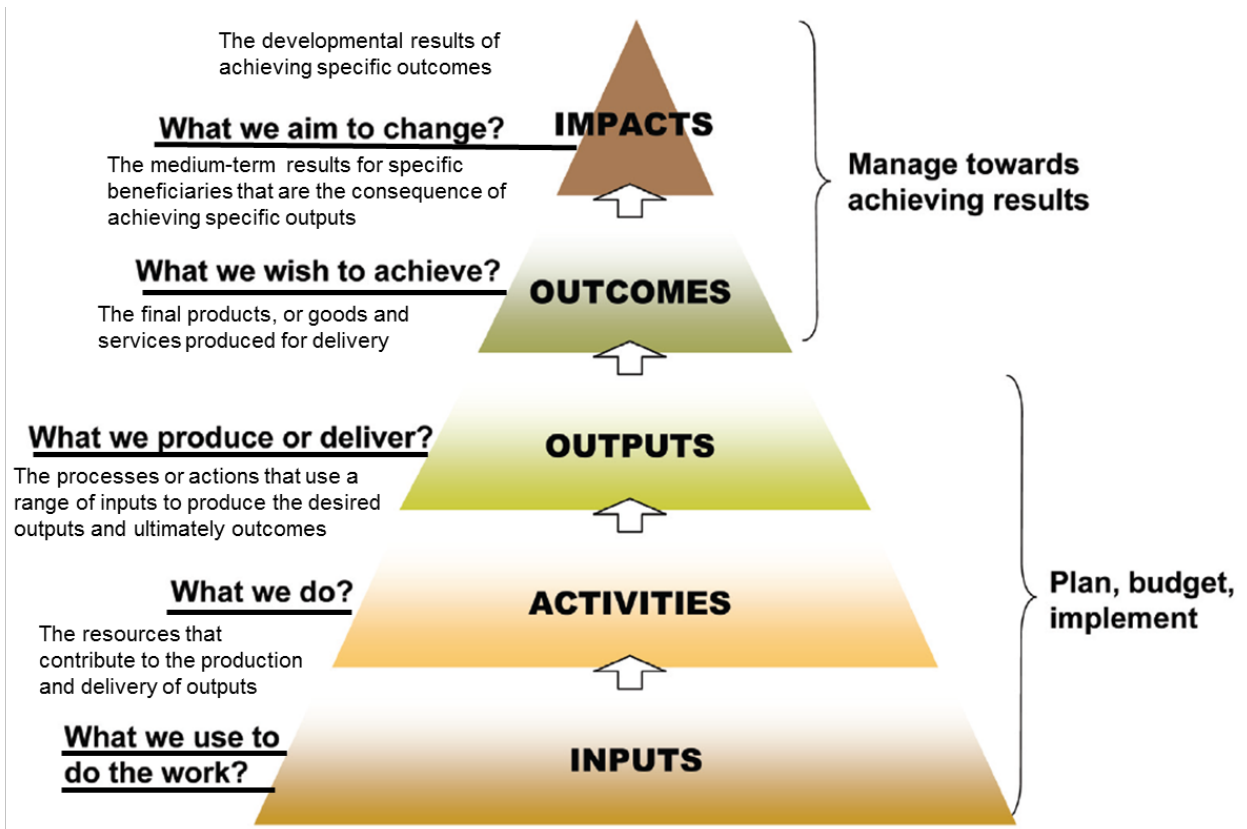 The developmental results of
achieving specific outcomes
What we aim to change?
IMPACTS
The medium-term results for specific
beneficiaries that are the consequence of
achieving specific outputs
Manage towards
achieving results
What we wish to achieve?
OUTCOMES
The final products, or goods and
services produced for delivery
What we produce or deliver?
OUTPUTS
The processes or actions that use a
range of inputs to produce the desired
outputs and ultimately outcomes
What we do?
ACTIVITIES
Plan, budget,
implement
The resources that
contribute to the production
and delivery of outputs
What we use to
do the work?
INPUTS